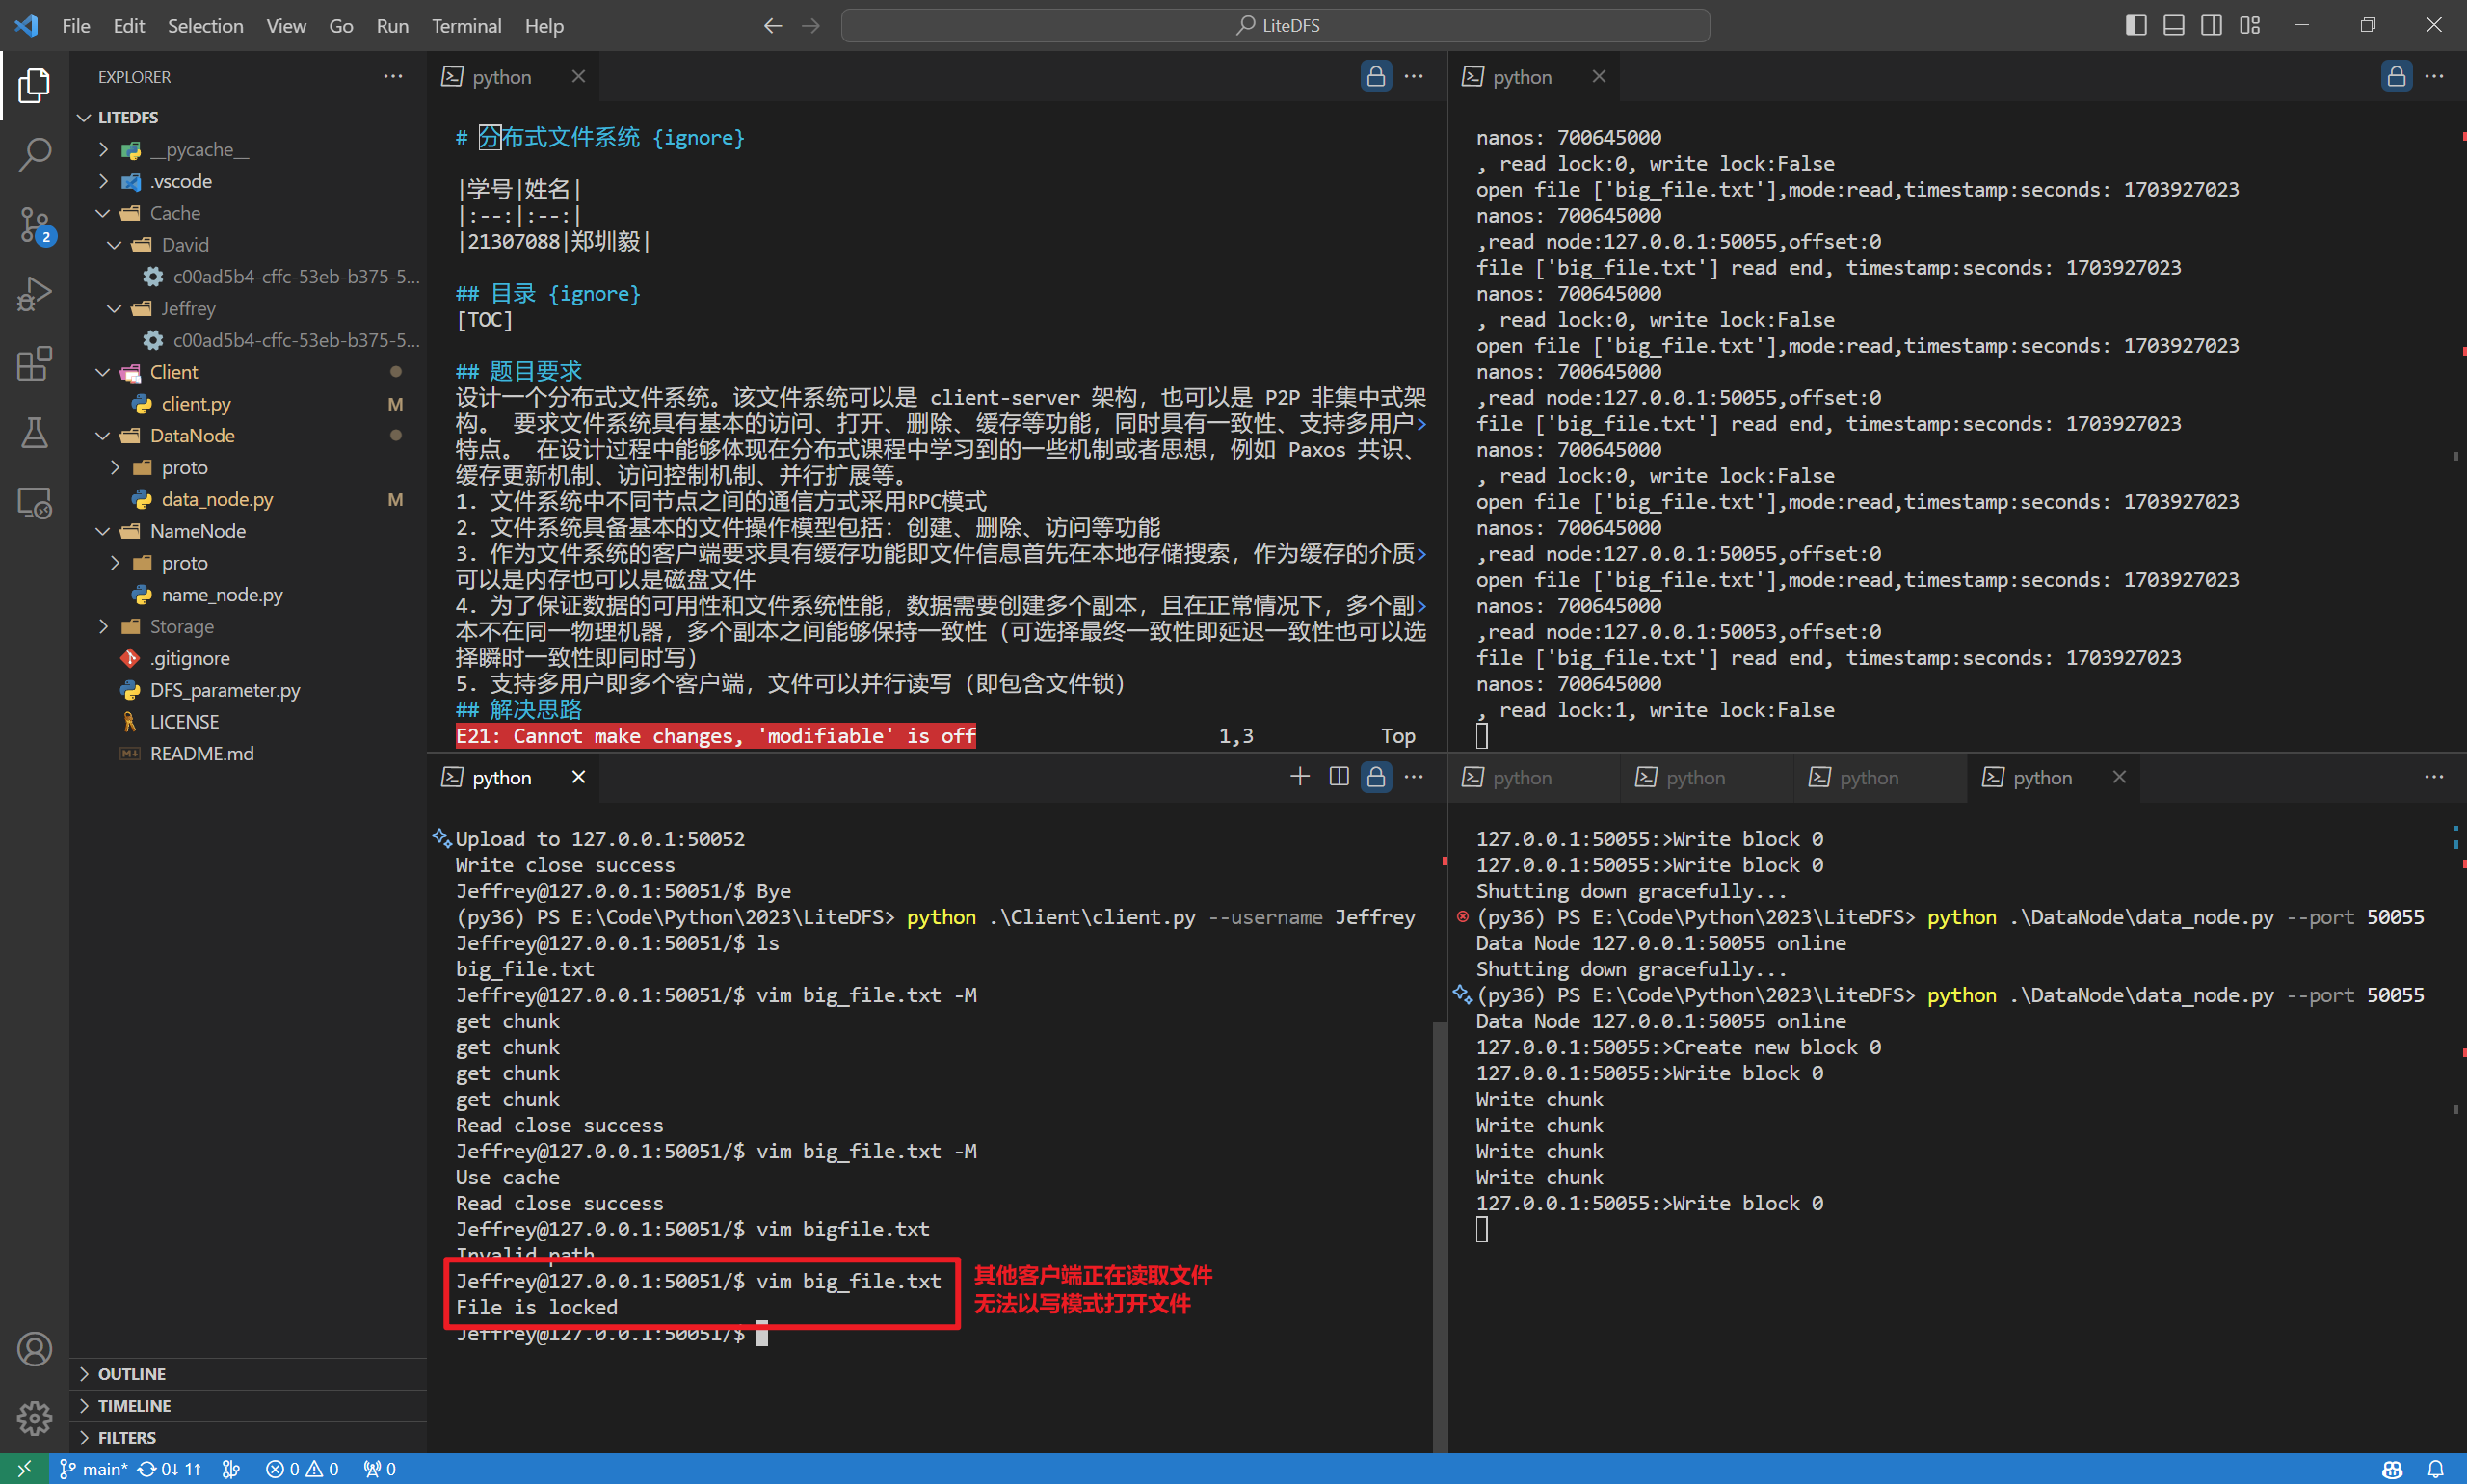 File Edit Selection View Go Run Terminal Help
LiteDFS
EXPLORER
LITEDFS
__pycache__
.vscode
Cache
David
c00ad5b4-cffc-53eb-b375-5...
Jeffrey
c00ad5b4-cffc-53eb-b375-5...
Client
client.py M
DataNode
proto
data_node.py M
NameNode
proto
name_node.py
Storage
.gitignore
DFS_parameter.py
LICENSE
README.md
OUTLINE
TIMELINE
FILTERS
python
# 分布式文件系统 {ignore}
|学号|姓名|
|:--:|:--:|
|21307088|郑圳毅|
## 目录 {ignore}
[TOC]
## 题目要求
设计一个分布式文件系统。该文件系统可以是 client-server 架构，也可以是 P2P 非集中式架
构。 要求文件系统具有基本的访问、打开、删除、缓存等功能，同时具有一致性、支持多用户>
特点。 在设计过程中能够体现在分布式课程中学习到的一些机制或者思想，例如 Paxos 共识、
缓存更新机制、访问控制机制、并行扩展等。
1. 文件系统中不同节点之间的通信方式采用RPC模式
2. 文件系统具备基本的文件操作模型包括：创建、删除、访问等功能
3. 作为文件系统的客户端要求具有缓存功能即文件信息首先在本地存储搜索，作为缓存的介质>
可以是内存也可以是磁盘文件
4. 为了保证数据的可用性和文件系统性能，数据需要创建多个副本，且在正常情况下，多个副>
本不在同一物理机器，多个副本之间能够保持一致性（可选择最终一致性即延迟一致性也可以选
择瞬时一致性即同时写）
5. 支持多用户即多个客户端，文件可以并行读写（即包含文件锁）
## 解决思路
E21: Cannot make changes, 'modifiable' is off 1,3 Top
python
nanos: 700645000
, read lock:0, write lock:False
open file ['big_file.txt'],mode:read,timestamp:seconds: 1703927023
nanos: 700645000
,read node:127.0.0.1:50055,offset:0
file ['big_file.txt'] read end, timestamp:seconds: 1703927023
nanos: 700645000
, read lock:0, write lock:False
open file ['big_file.txt'],mode:read,timestamp:seconds: 1703927023
nanos: 700645000
,read node:127.0.0.1:50055,offset:0
file ['big_file.txt'] read end, timestamp:seconds: 1703927023
nanos: 700645000
, read lock:0, write lock:False
open file ['big_file.txt'],mode:read,timestamp:seconds: 1703927023
nanos: 700645000
,read node:127.0.0.1:50055,offset:0
open file ['big_file.txt'],mode:read,timestamp:seconds: 1703927023
nanos: 700645000
,read node:127.0.0.1:50053,offset:0
file ['big_file.txt'] read end, timestamp:seconds: 1703927023
nanos: 700645000
, read lock:1, write lock:False
python
Upload to 127.0.0.1:50052
Write close success
Jeffrey@127.0.0.1:50051/$ Bye
(py36) PS E:\Code\Python\2023\LiteDFS> python .\Client\client.py --username Jeffrey
Jeffrey@127.0.0.1:50051/$ ls
big_file.txt
Jeffrey@127.0.0.1:50051/$ vim big_file.txt -M
get chunk
get chunk
get chunk
get chunk
Read close success
Jeffrey@127.0.0.1:50051/$ vim big_file.txt -M
Use cache
Read close success
Jeffrey@127.0.0.1:50051/$ vim bigfile.txt
Invalid path
Jeffrey@127.0.0.1:50051/$ vim big_file.txt
File is locked
Jeffrey@127.0.0.1:50051/$
其他客户端正在读取文件
无法以写模式打开文件
python python python python
127.0.0.1:50055:>Write block 0
127.0.0.1:50055:>Write block 0
Shutting down gracefully...
(py36) PS E:\Code\Python\2023\LiteDFS> python .\DataNode\data_node.py --port 50055
Data Node 127.0.0.1:50055 online
Shutting down gracefully...
(py36) PS E:\Code\Python\2023\LiteDFS> python .\DataNode\data_node.py --port 50055
Data Node 127.0.0.1:50055 online
127.0.0.1:50055:>Create new block 0
127.0.0.1:50055:>Write block 0
Write chunk
Write chunk
Write chunk
Write chunk
127.0.0.1:50055:>Write block 0
2
main* 0↓ 1↑ 0 0 0